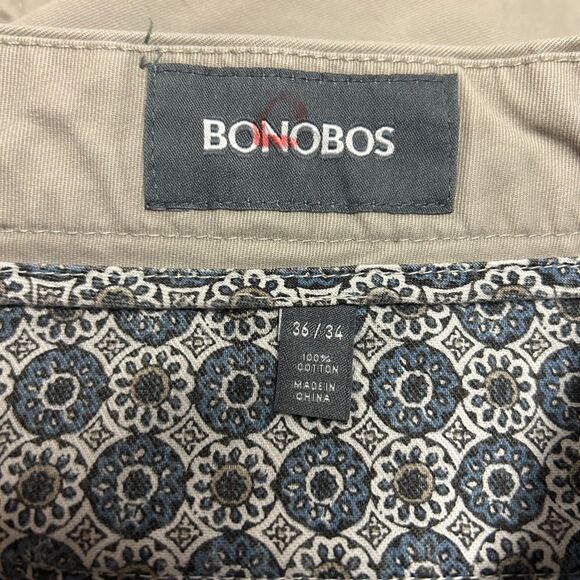 BONOBOS
36/34
100%
COTTON
MADE IN
CHINA